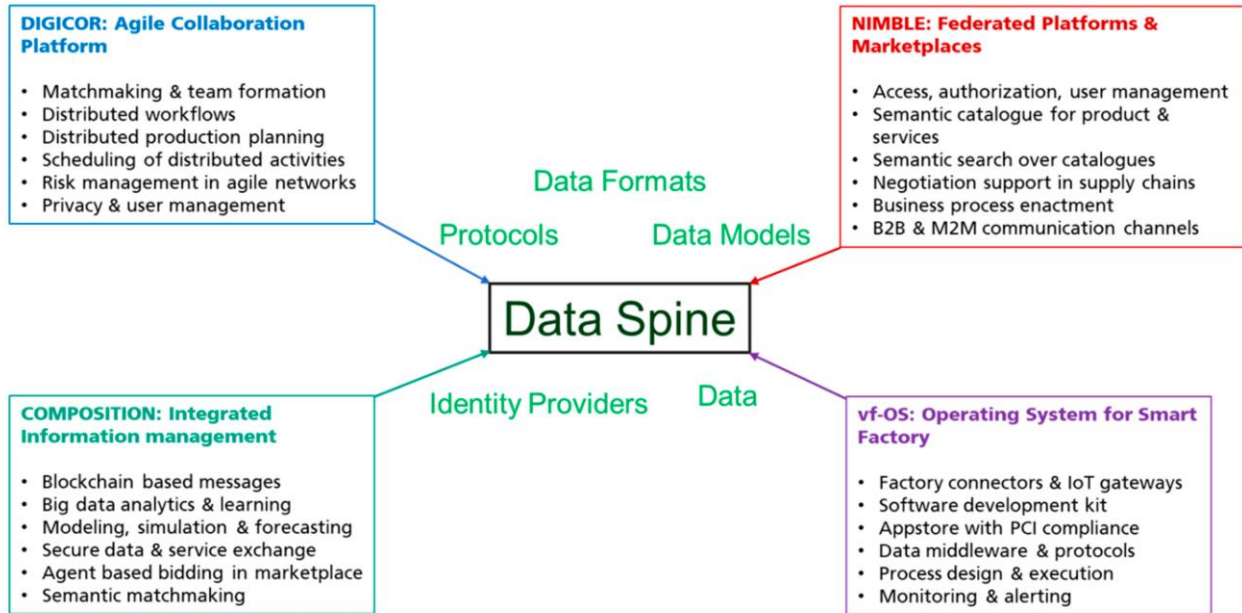 DIGICOR: Agile Collaboration
Platform
• Matchmaking & team formation
• Distributed workflows
• Distributed production planning
• Scheduling of distributed activities
• Risk management in agile networks
• Privacy & user management
NIMBLE: Federated Platforms &
Marketplaces
• Access, authorization, user management
• Semantic catalogue for product &
services
• Semantic search over catalogues
• Negotiation support in supply chains
• Business process enactment
• B2B & M2M communication channels
Data Formats
Protocols
Data Models
Data Spine
Identity Providers
Data
COMPOSITION: Integrated
Information management
• Blockchain based messages
• Big data analytics & learning
• Modeling, simulation & forecasting
• Secure data & service exchange
• Agent based bidding in marketplace
• Semantic matchmaking
vf-OS: Operating System for Smart
Factory
• Factory connectors & IoT gateways
• Software development kit
• Appstore with PCI compliance
• Data middleware & protocols
• Process design & execution
• Monitoring & alerting